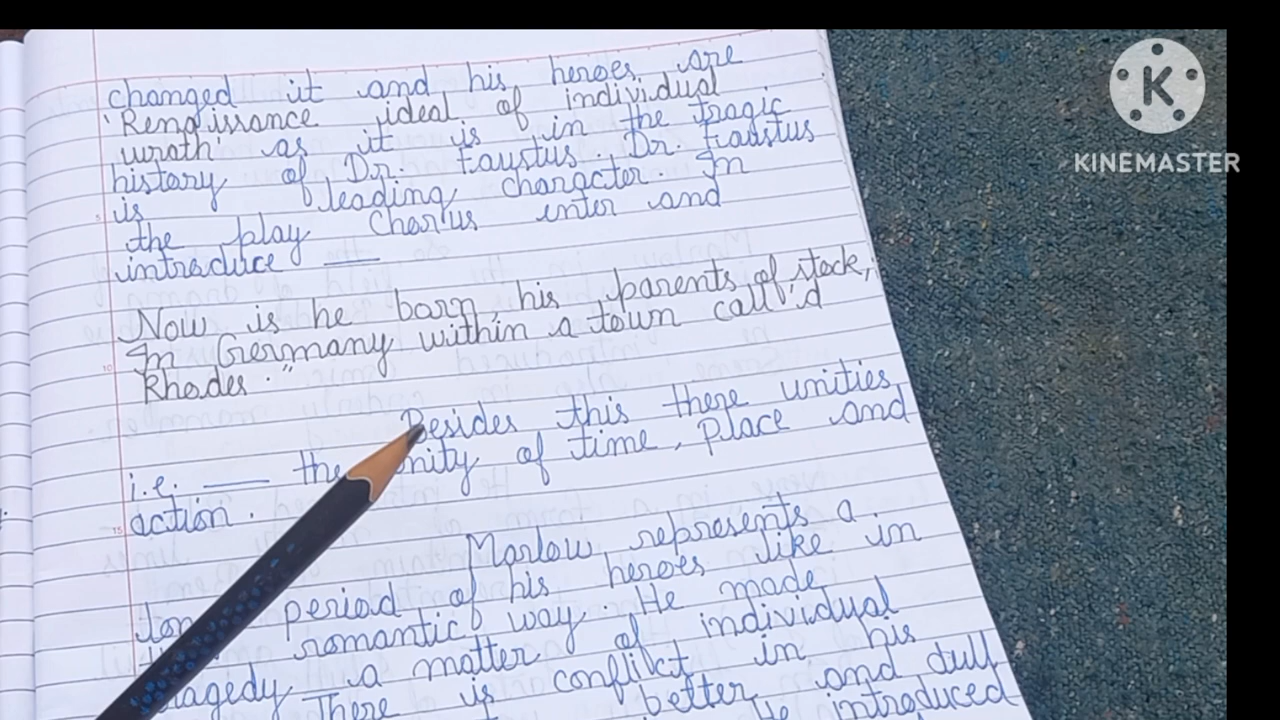 changed it and his heroes are
'Renaissance ideal of individual
wrath' as it is in the tragic
history of Dr. Faustus. Dr. Faustus
is leading character. In
the play Chorus enter and
introduce —
Now is he born, his parents of stock,
In Germany within a town call'd
Rhodes."
Besides this there unities,
i.e. — the unity of time, place and
action.
Marlow represents a
period of his heroes like in
romantic way. He made
tragedy — a matter of individual
There is conflict in his
better and dull
He introduced
KINEMASTER